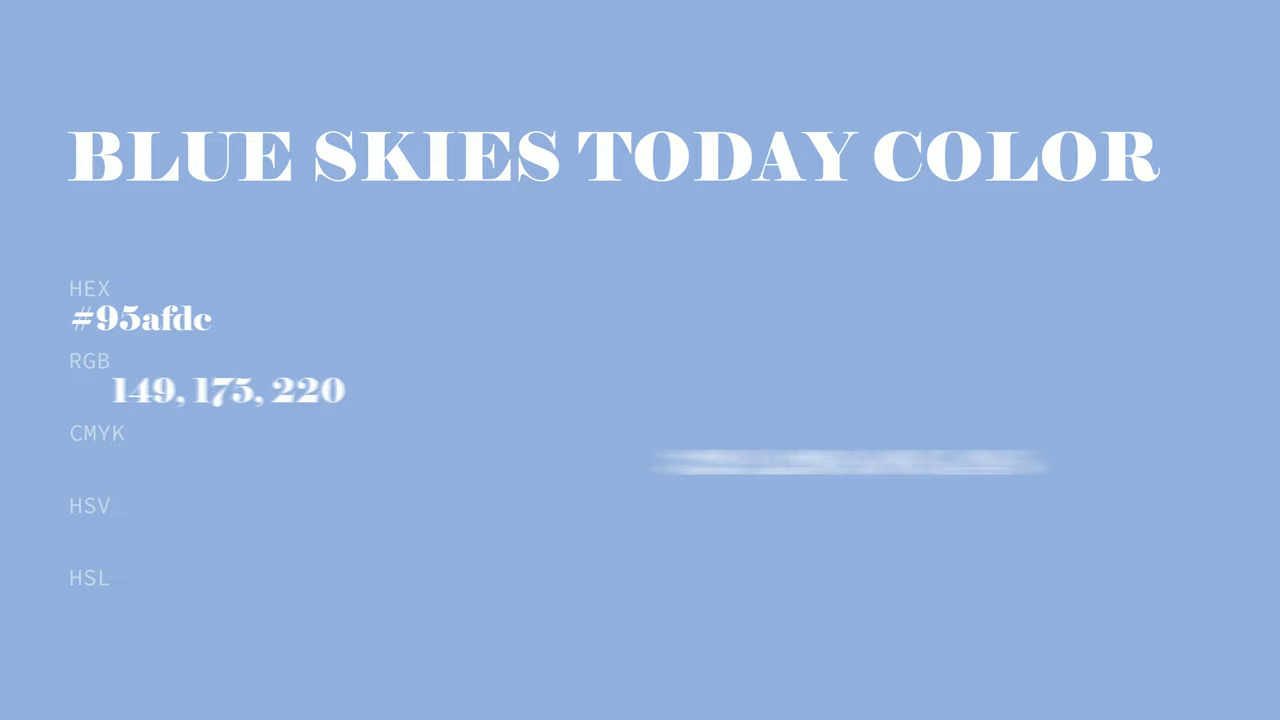 BLUE SKIES TODAY COLOR
HEX
#95afdc
RGB
149, 175, 220
CMYK
HSV
HSL